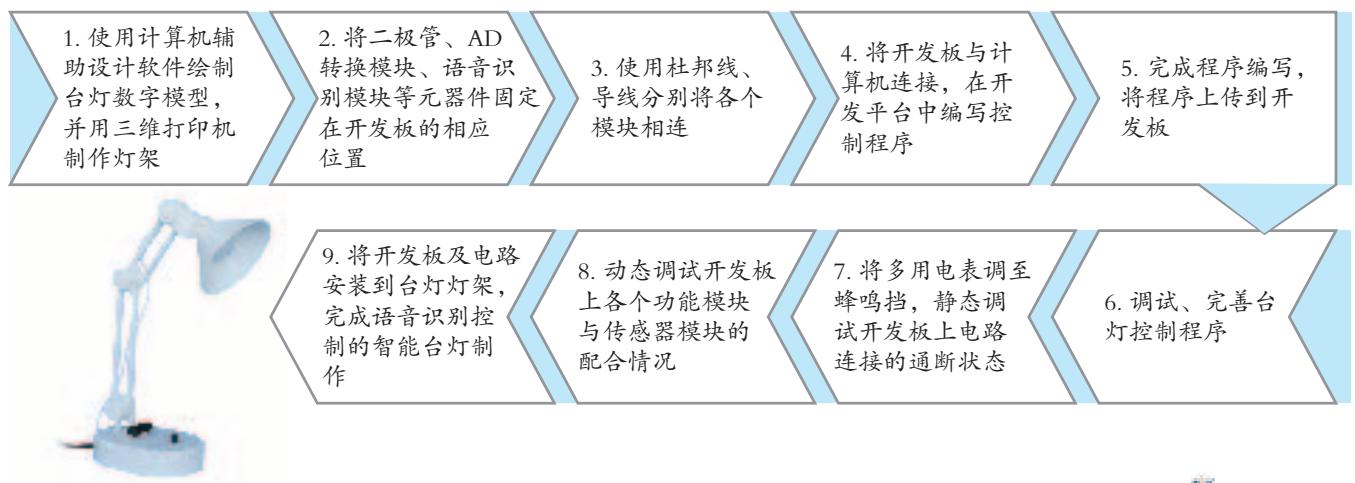 1. 使用计算机辅
助设计软件绘制
台灯数字模型，
并用三维打印机
制作灯架
2. 将二极管、AD
转换模块、语音识
别模块等元器件固定
在开发板的相应
位置
3. 使用杜邦线、
导线分别将各个
模块相连
4. 将开发板与计
算机连接，在开
发平台中编写控
制程序
5. 完成程序编写，
将程序上传到开
发板
6. 调试、完善台
灯控制程序
7. 将多用电表调至
蜂鸣挡，静态调
试开发板上电路
连接的通断状态
8. 动态调试开发板
上各个功能模块
与传感器模块的
配合情况
9. 将开发板及电路
安装到台灯灯架，
完成语音识别控
制的智能台灯制
作